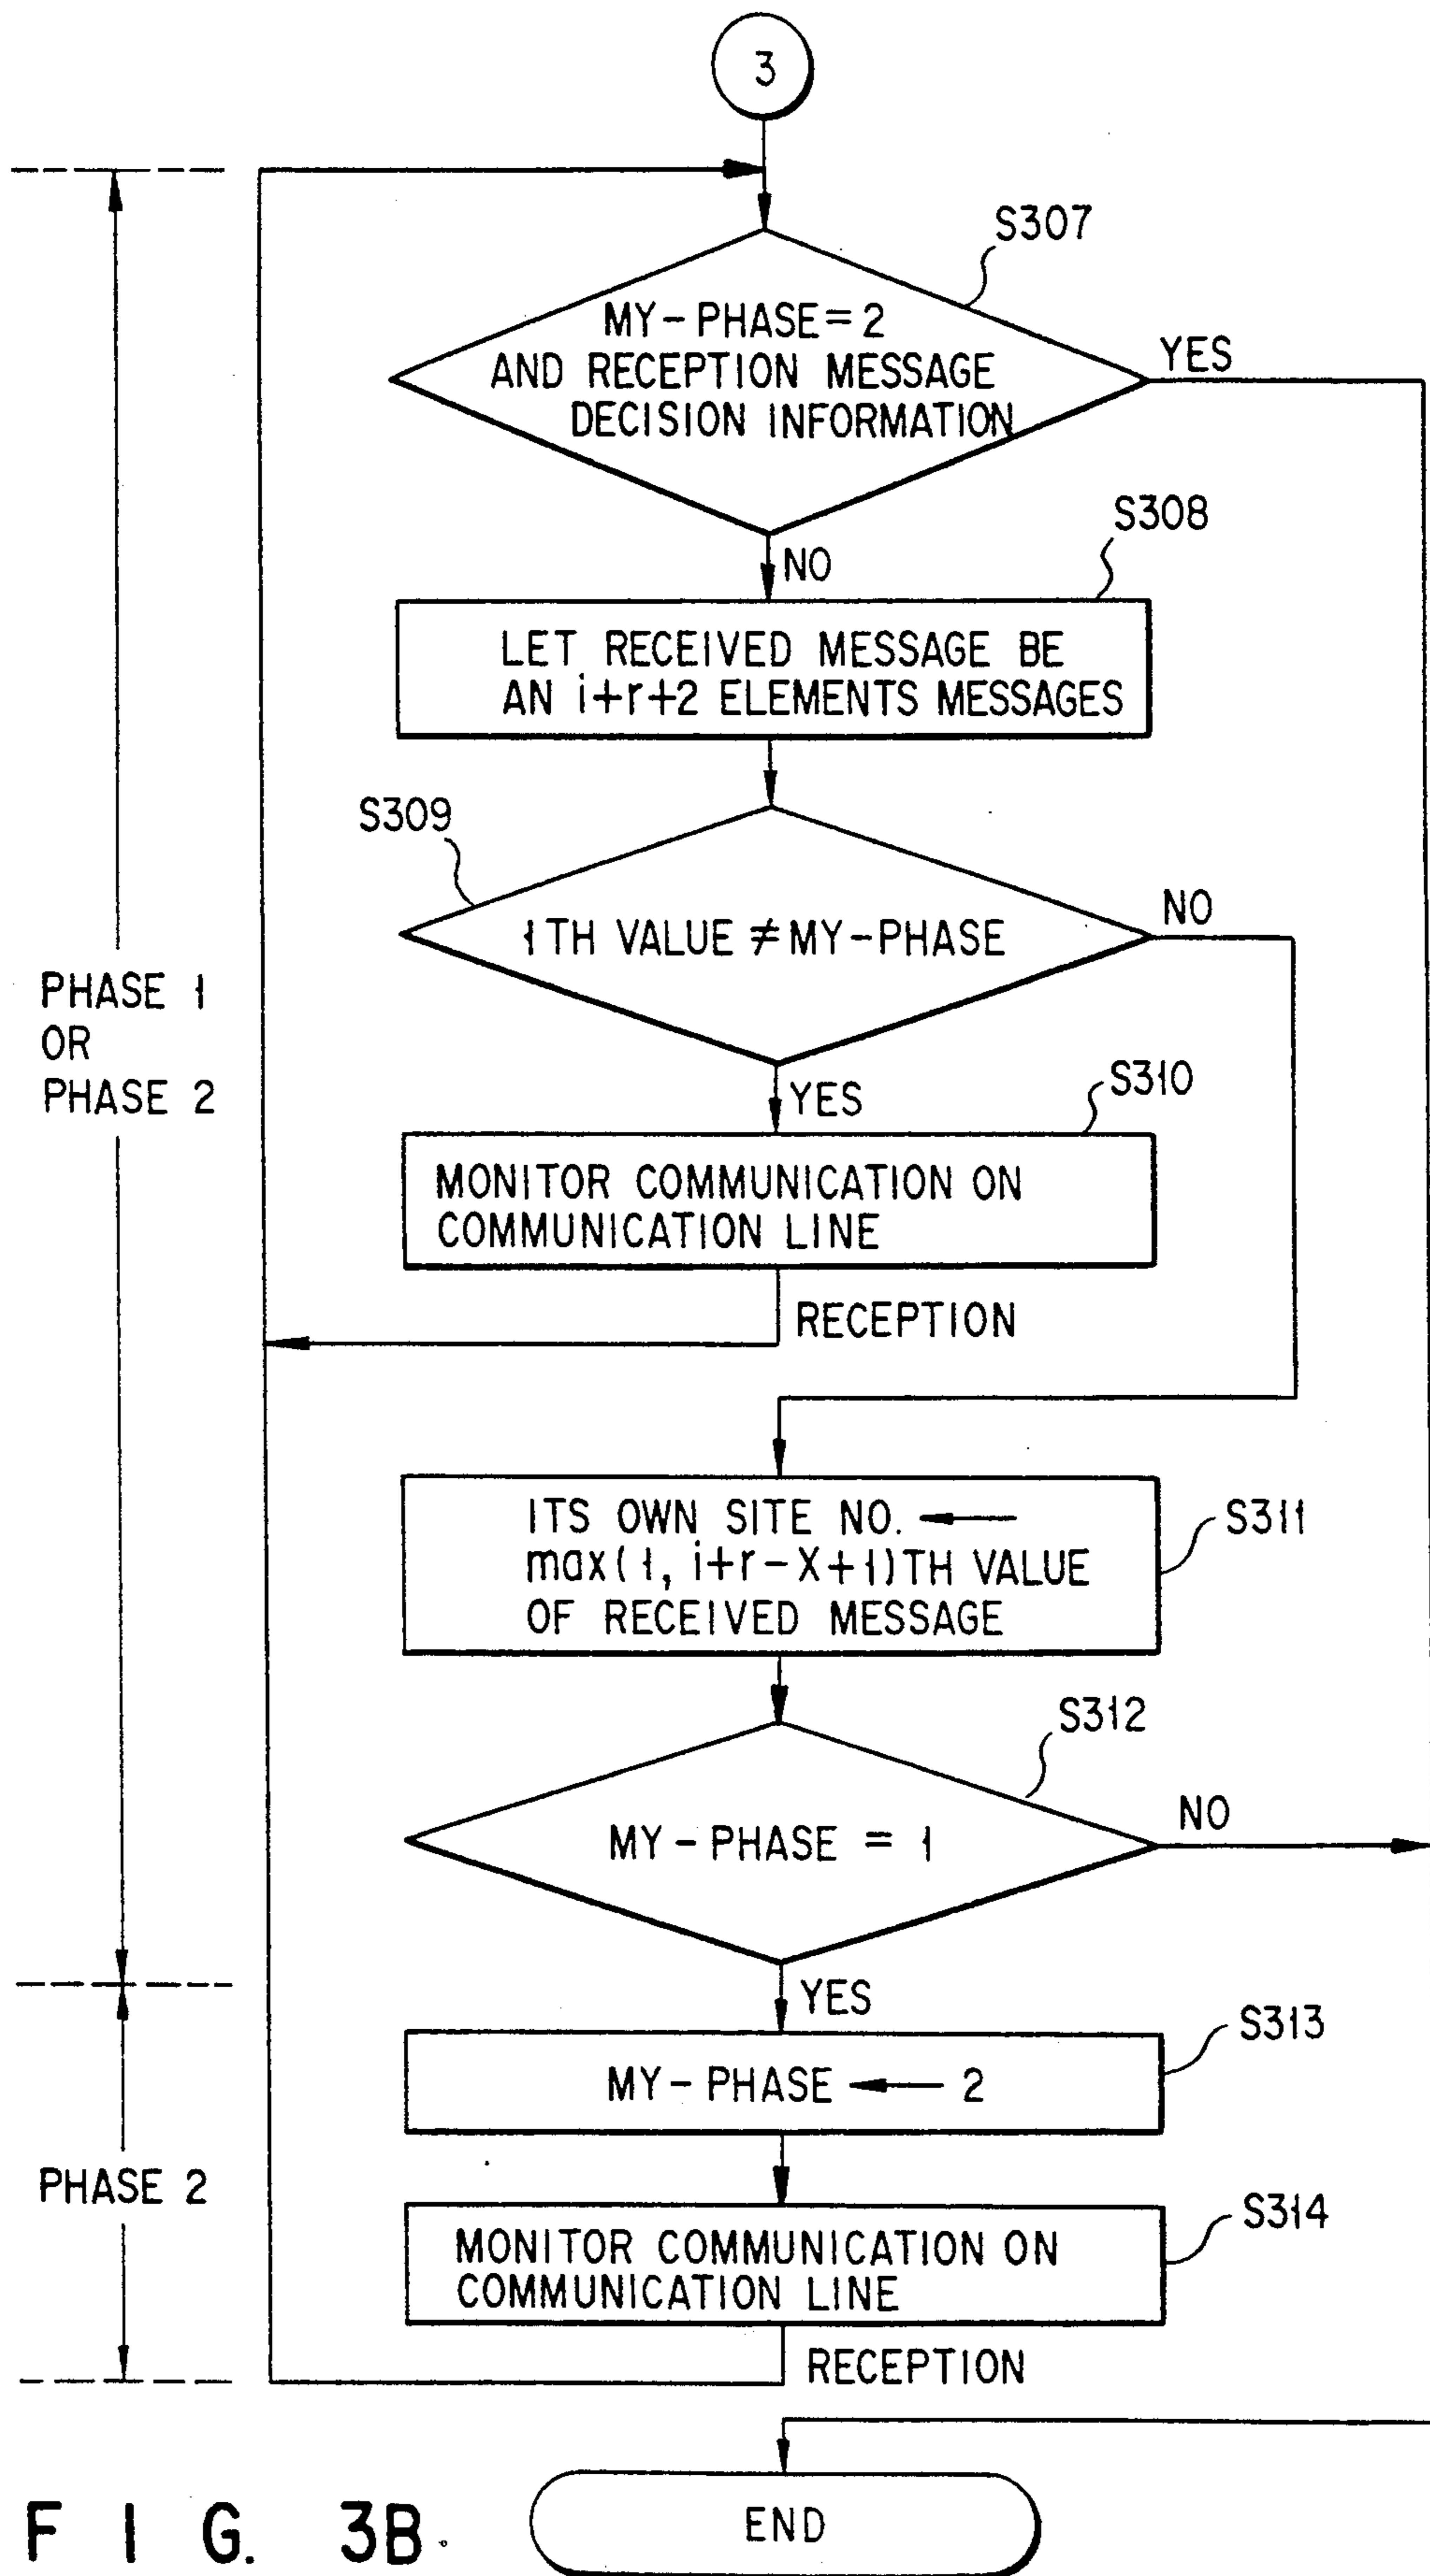 3
S307
MY-PHASE=2
AND RECEPTION MESSAGE
DECISION INFORMATION
YES
NO
S308
LET RECEIVED MESSAGE BE
AN i+r+2 ELEMENTS MESSAGES
S309
1TH VALUE ≠ MY-PHASE
NO
PHASE 1
OR
PHASE 2
YES
S310
MONITOR COMMUNICATION ON
COMMUNICATION LINE
RECEPTION
ITS OWN SITE NO. ←
max(1, i+r-X+1)TH VALUE
OF RECEIVED MESSAGE
S311
S312
MY-PHASE = 1
NO
YES
S313
MY-PHASE ← 2
PHASE 2
S314
MONITOR COMMUNICATION ON
COMMUNICATION LINE
RECEPTION
END
FIG. 3B